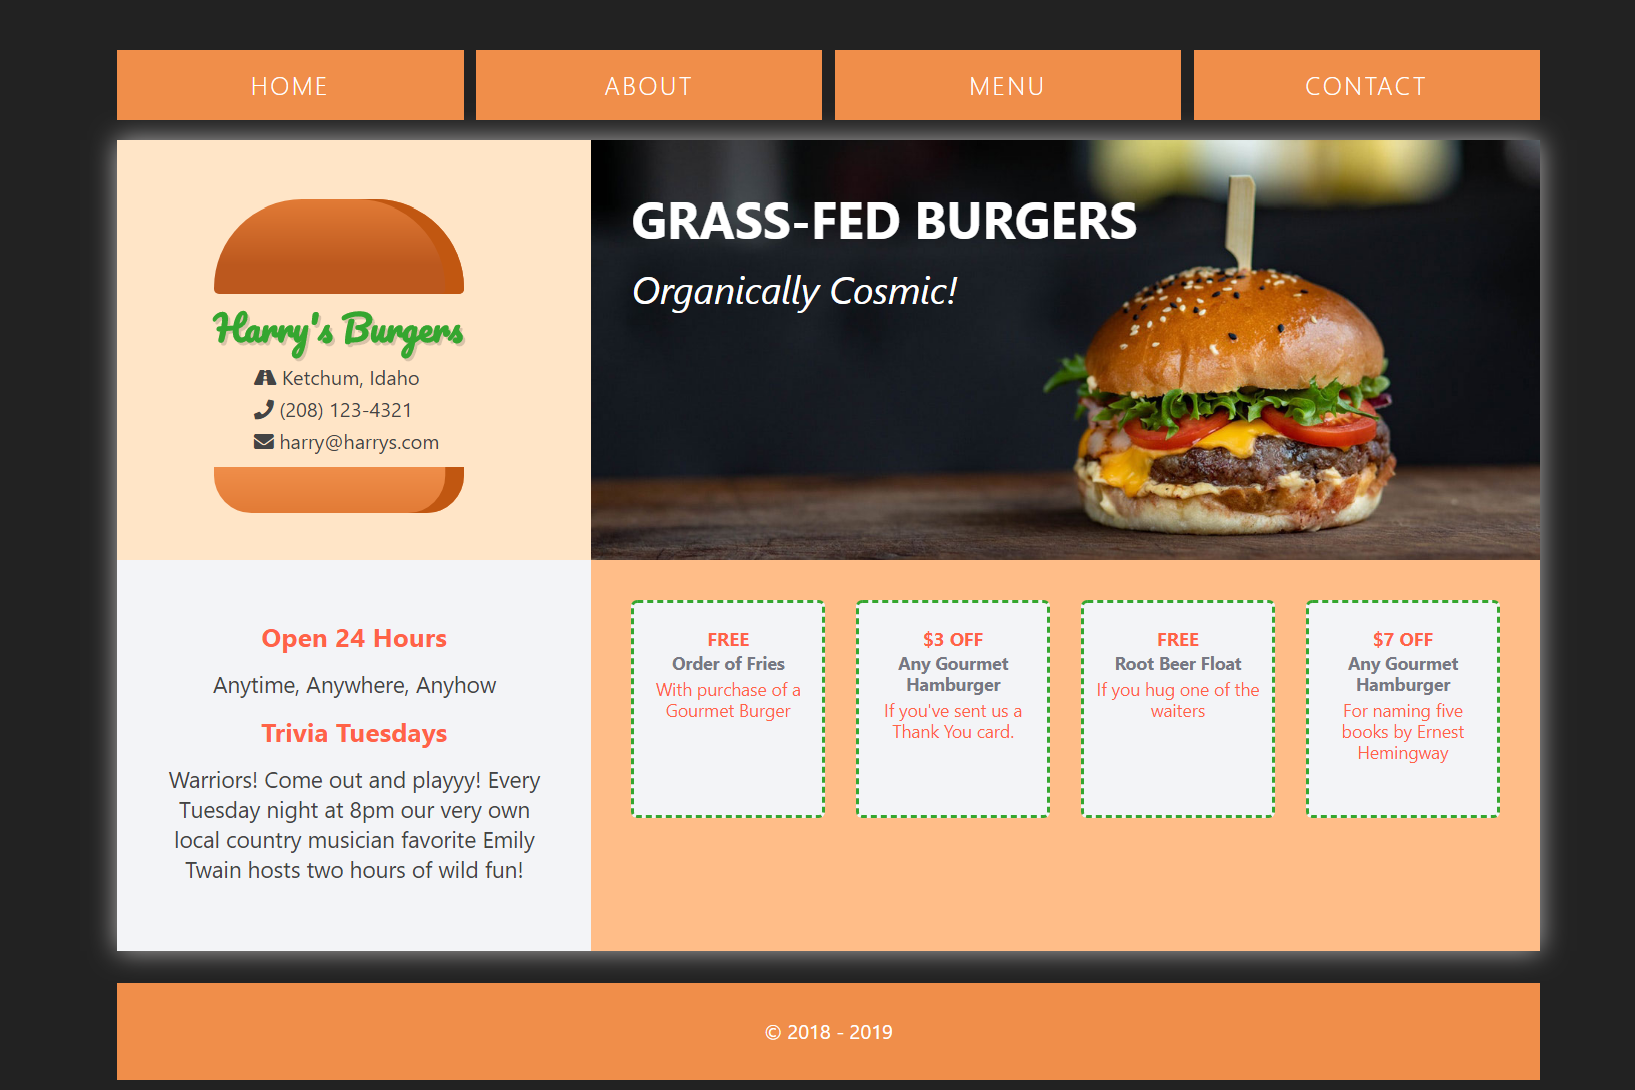 HOME
ABOUT
MENU
CONTACT
Harry's Burgers
Ketchum, Idaho
(208) 123-4321
harry@harrys.com
GRASS-FED BURGERS
Organically Cosmic!
Open 24 Hours
Anytime, Anywhere, Anyhow
Trivia Tuesdays
Warriors! Come out and playyy! Every
Tuesday night at 8pm our very own
local country musician favorite Emily
Twain hosts two hours of wild fun!
FREE
Order of Fries
With purchase of a
Gourmet Burger
$3 OFF
Any Gourmet
Hamburger
If you've sent us a
Thank You card.
FREE
Root Beer Float
If you hug one of the
waiters
$7 OFF
Any Gourmet
Hamburger
For naming five
books by Ernest
Hemingway
© 2018 - 2019